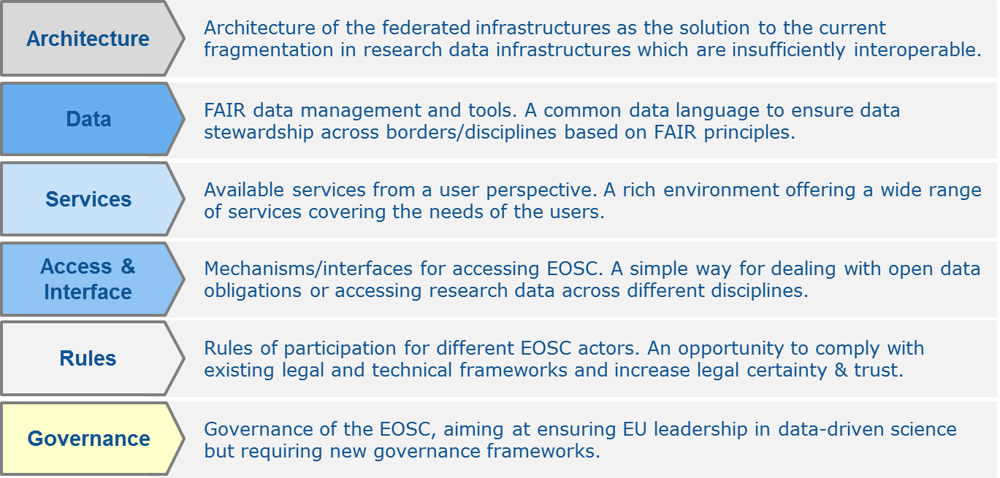 Architecture
Architecture of the federated infrastructures as the solution to the current
fragmentation in research data infrastructures which are insufficiently interoperable.
Data
FAIR data management and tools. A common data language to ensure data
stewardship across borders/disciplines based on FAIR principles.
Services
Available services from a user perspective. A rich environment offering a wide range
of services covering the needs of the users.
Access &
Interface
Mechanisms/interfaces for accessing EOSC. A simple way for dealing with open data
obligations or accessing research data across different disciplines.
Rules
Rules of participation for different EOSC actors. An opportunity to comply with
existing legal and technical frameworks and increase legal certainty & trust.
Governance
Governance of the EOSC, aiming at ensuring EU leadership in data-driven science
but requiring new governance frameworks.